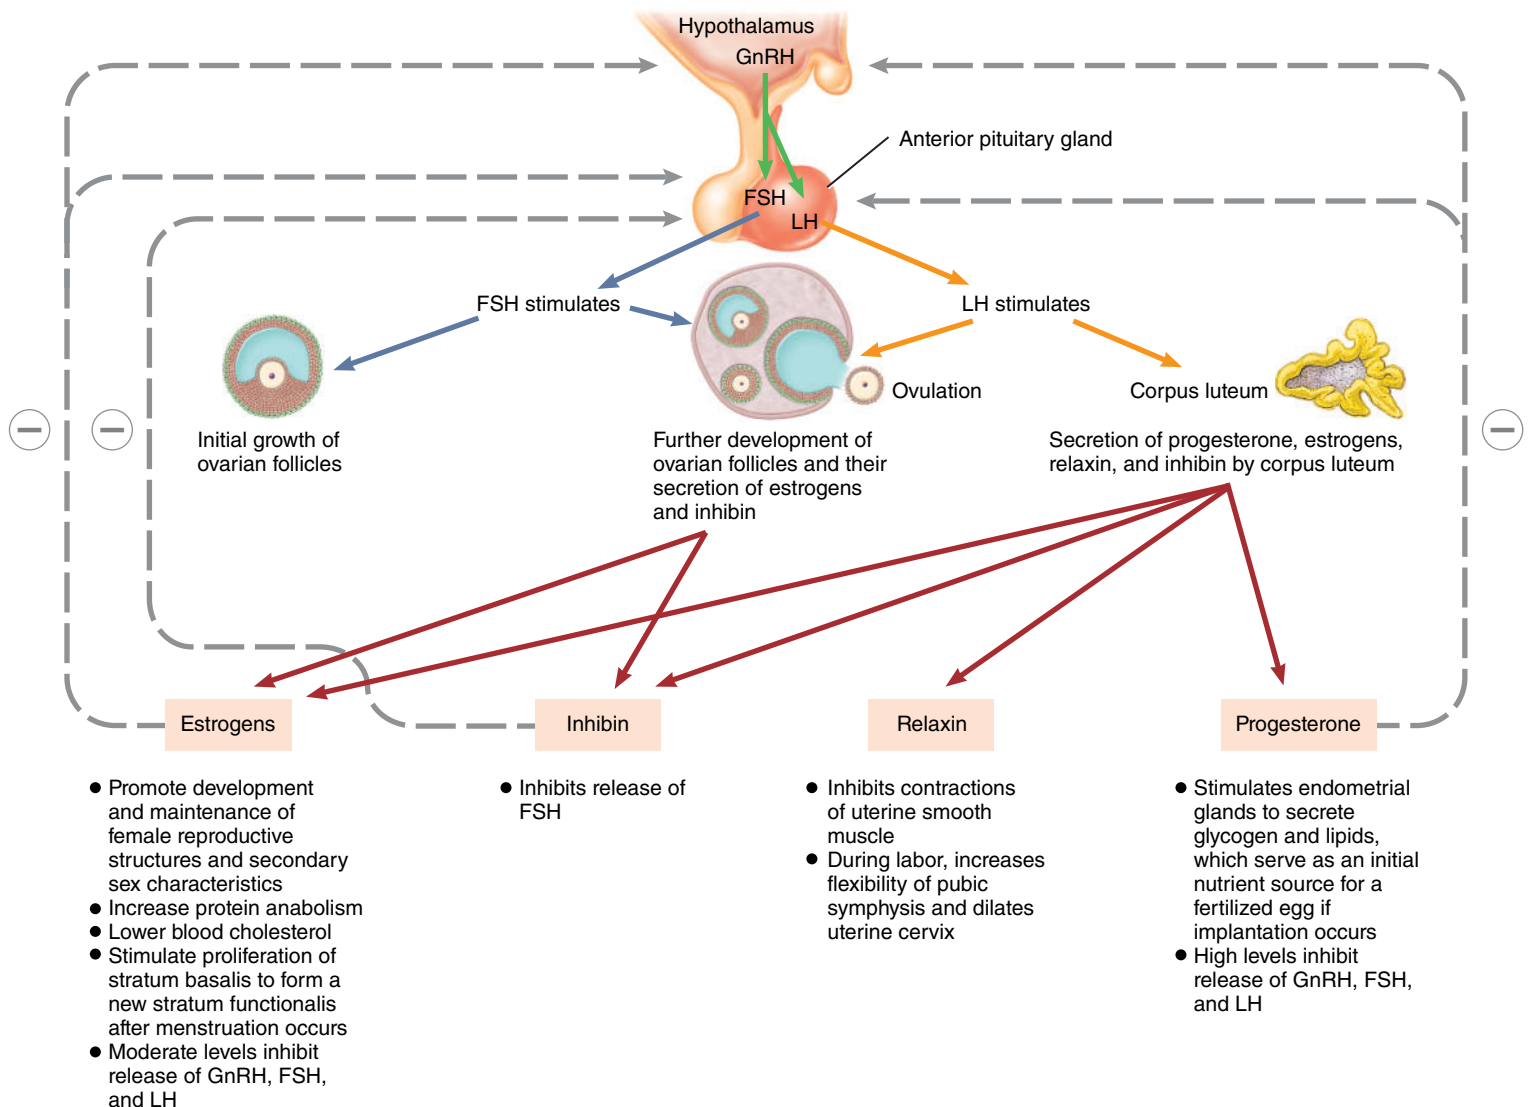 Hypothalamus
GnRH
Anterior pituitary gland
FSH
LH
FSH stimulates
LH stimulates
Ovulation
Corpus luteum
Initial growth of
ovarian follicles
Further development of
ovarian follicles and their
secretion of estrogens
and inhibin
Secretion of progesterone, estrogens,
relaxin, and inhibin by corpus luteum
Estrogens
Inhibin
Relaxin
Progesterone
● Promote development
and maintenance of
female reproductive
structures and secondary
sex characteristics
● Increase protein anabolism
● Lower blood cholesterol
● Stimulate proliferation of
stratum basalis to form a
new stratum functionalis
after menstruation occurs
● Moderate levels inhibit
release of GnRH, FSH,
and LH
● Inhibits release of
FSH
● Inhibits contractions
of uterine smooth
muscle
● During labor, increases
flexibility of pubic
symphysis and dilates
uterine cervix
● Stimulates endometrial
glands to secrete
glycogen and lipids,
which serve as an initial
nutrient source for a
fertilized egg if
implantation occurs
● High levels inhibit
release of GnRH, FSH,
and LH